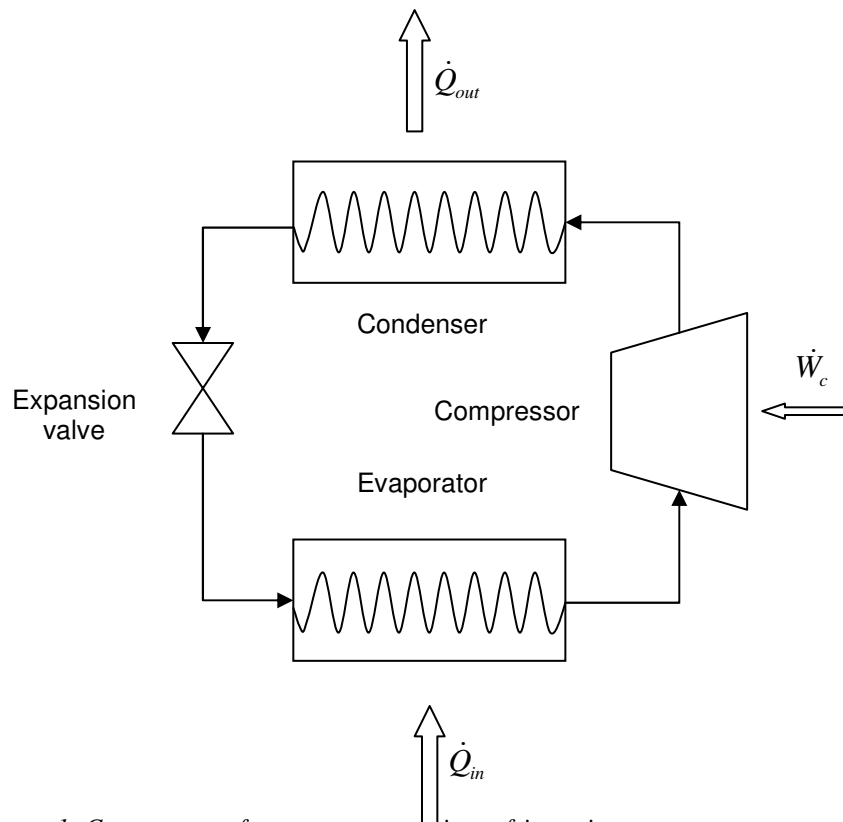 Q̇out
Condenser
Expansion
valve
Compressor
Ẇc
Evaporator
Q̇in